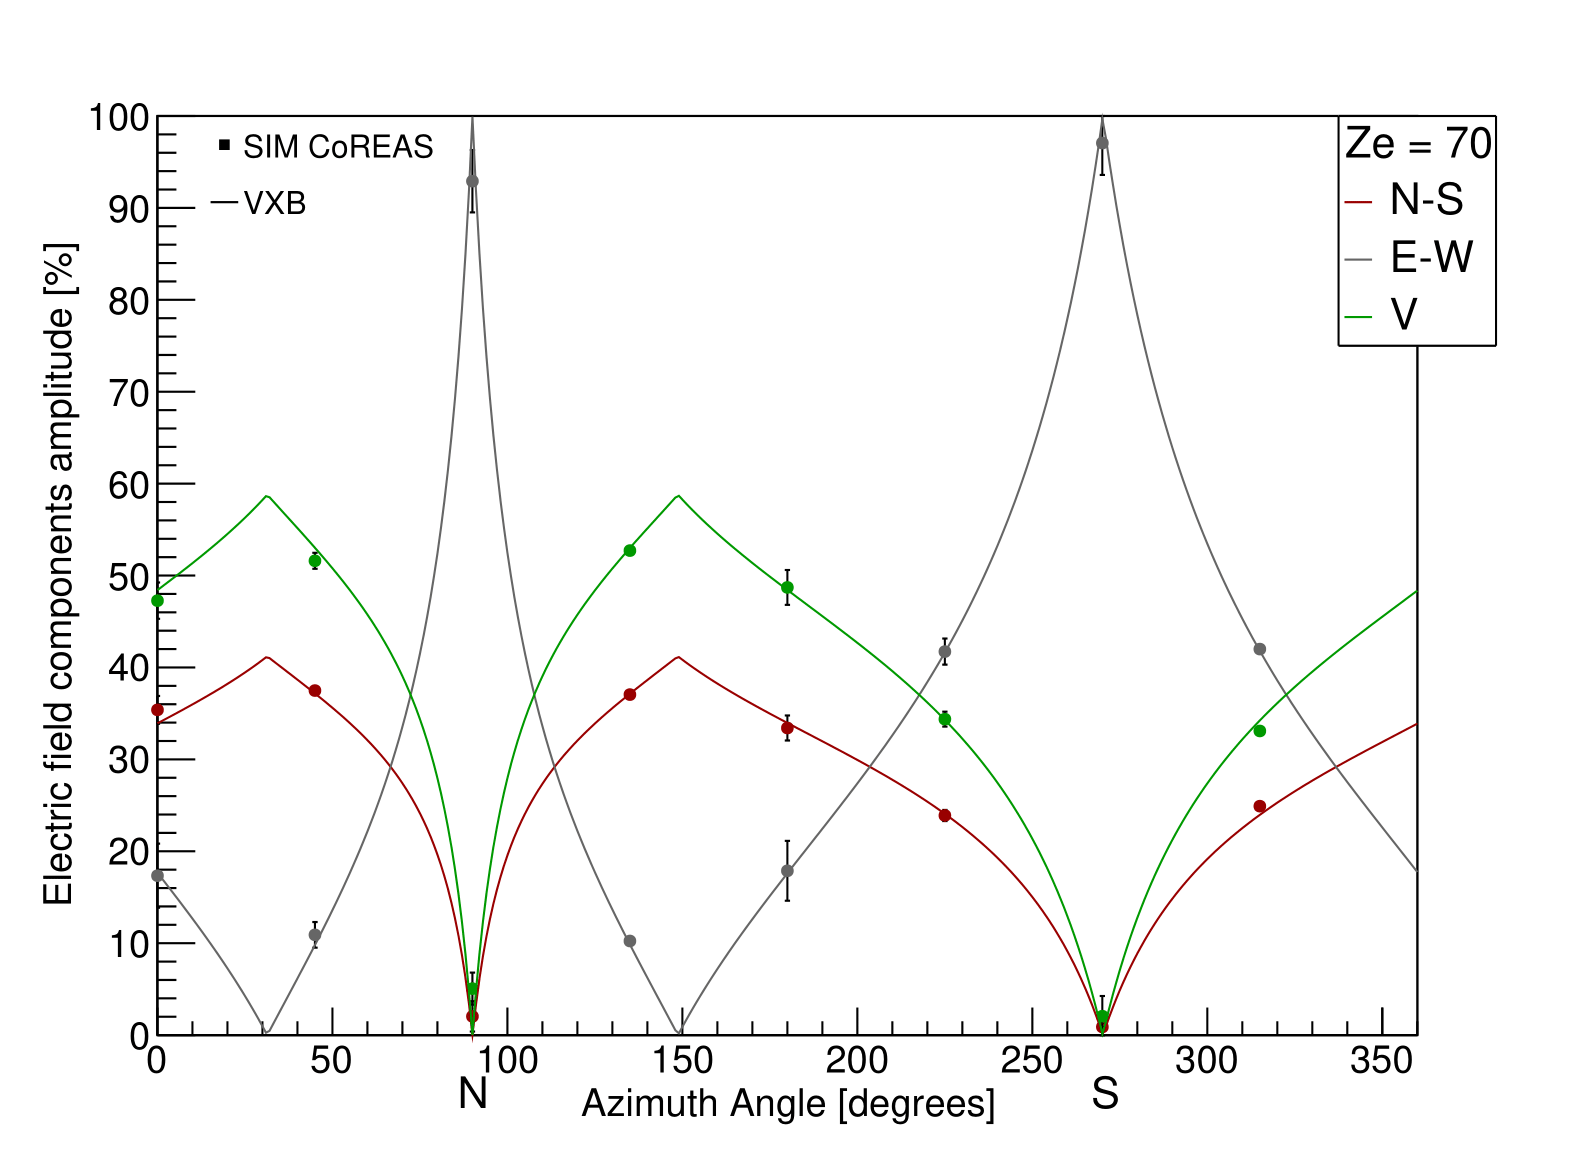 SIM CoREAS
VXB
Ze = 70
N-S
E-W
V
Electric field components amplitude [%]
100
90
80
70
60
50
40
30
20
10
0
0 50 100 150 200 250 300 350
N S
Azimuth Angle [degrees]